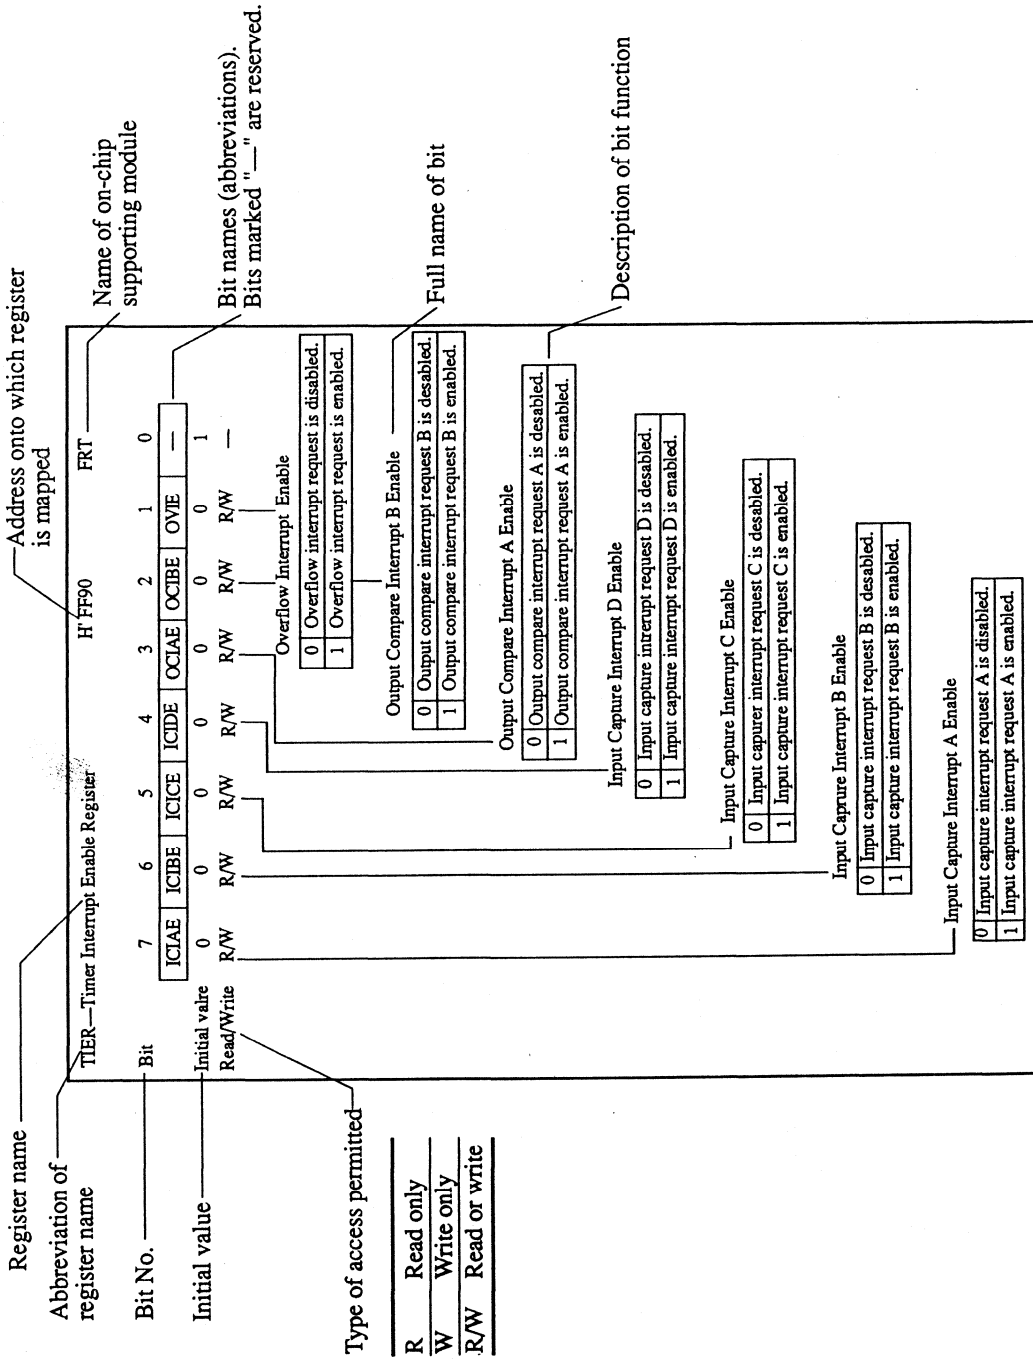 Register name
Abbreviation of
register name
Address onto which register
is mapped
Name of on-chip
supporting module
TIER—Timer Interrupt Enable Register H' FF90 FRT
Bit No.
Bit 7 6 5 4 3 2 1 0
ICIAE ICIBE ICICE ICIDE OCIAE OCIBE OVIE —
Bit names (abbreviations).
Bits marked "—" are reserved.
Initial value
Initial valre 0 0 0 0 0 0 0 1
Read/Write R/W R/W R/W R/W R/W R/W R/W —
Overflow Interrupt Enable
0 Overflow interrupt request is disabled.
1 Overflow interrupt request is enabled.
Type of access permitted
Output Compare Interrupt B Enable
Full name of bit
0 Output compare interrupt request B is desabled.
1 Output compare interrupt request B is enabled.
R Read only
W Write only
R/W Read or write
Output Compare Interrupt A Enable
0 Output compare interrupt request A is desabled.
1 Output compare interrupt request A is enabled.
Description of bit function
Input Capture Interrupt D Enable
0 Input capture intrerupt request D is desabled.
1 Input capture interrupt request D is enabled.
Input Capture Interrupt C Enable
0 Input capurer interrupt request C is desabled.
1 Input capture interrupt request C is enabled.
Input Caprure Interrupt B Enable
0 Input capture interrupt request B is desabled.
1 Input capture interrupt request B is enabled.
Input Capture Interrupt A Enable
0 Input capture interrupt request A is disabled.
1 Input capture interrupt request A is enabled.